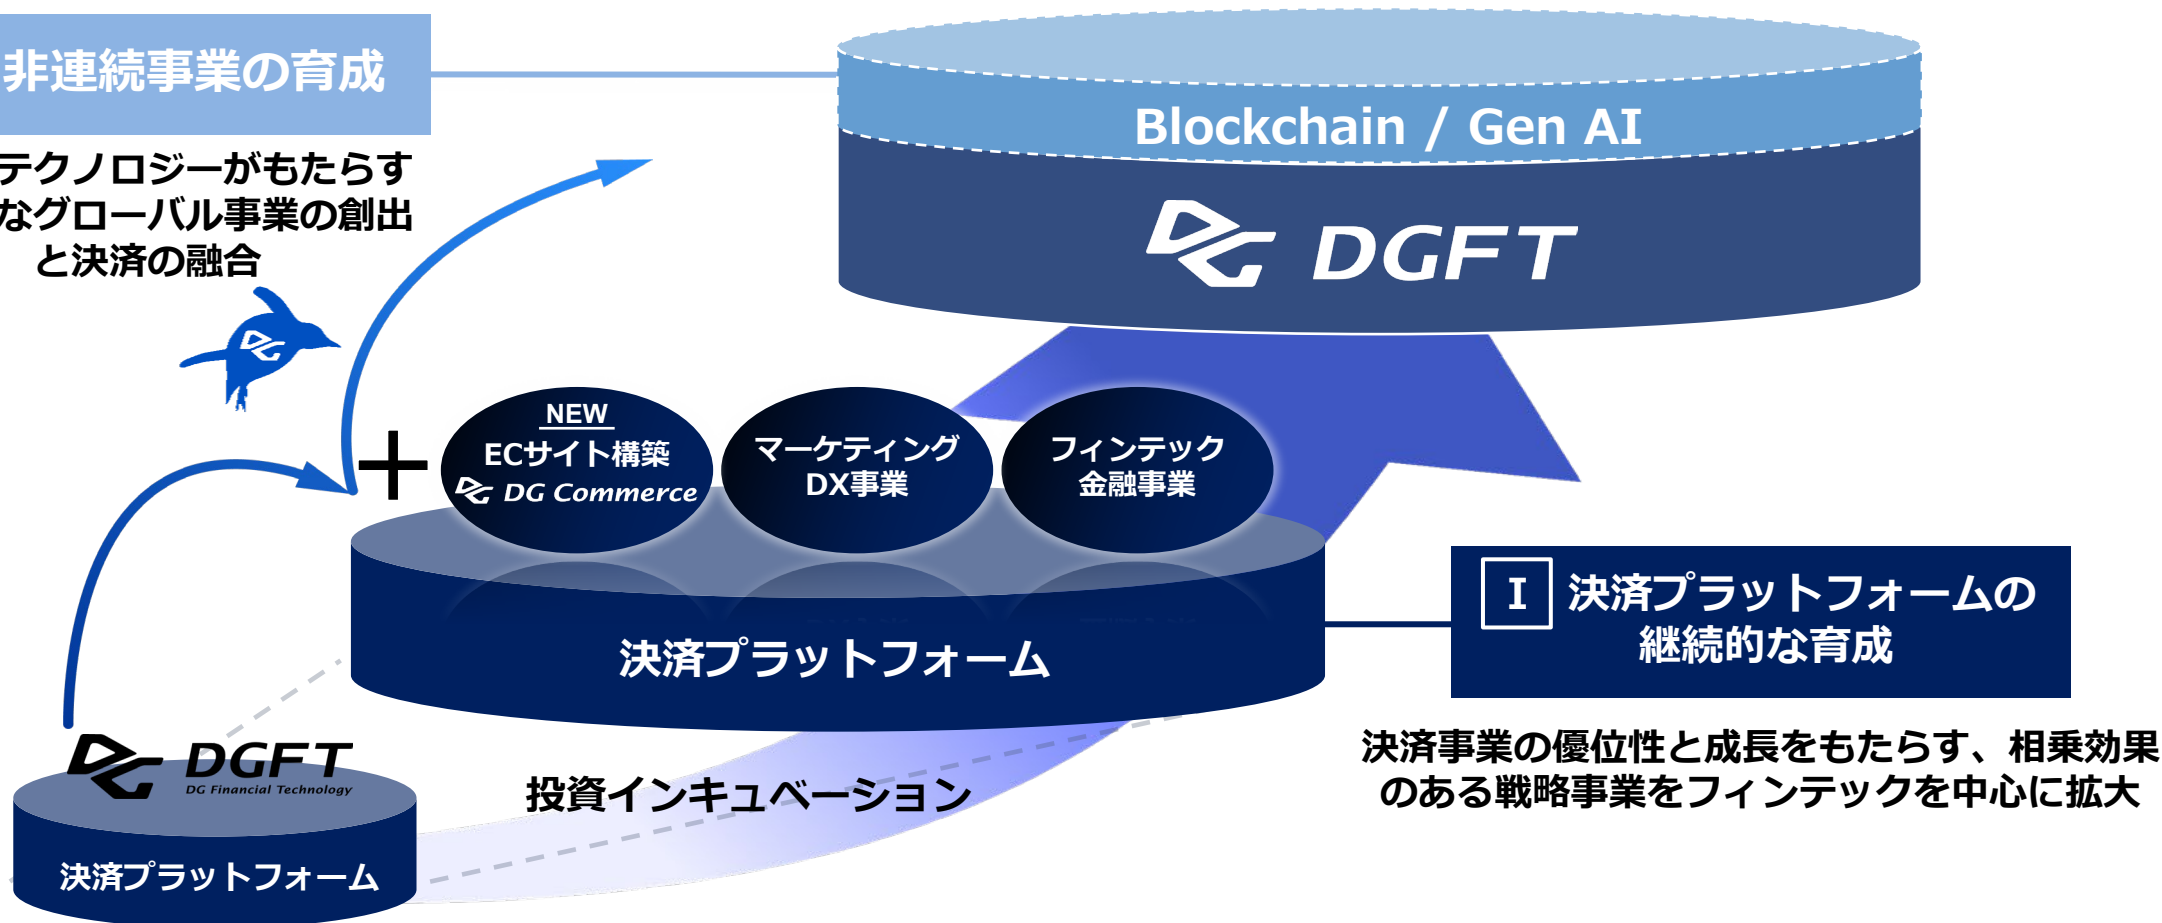 非連続事業の育成
テクノロジーがもたらす
なグローバル事業の創出
と決済の融合
Blockchain / Gen AI
DGFT
+
NEW
ECサイト構築
DG Commerce
マーケティング
DX事業
フィンテック
金融事業
決済プラットフォーム
I 決済プラットフォームの
継続的な育成
決済事業の優位性と成長をもたらす、相乗効果
のある戦略事業をフィンテックを中心に拡大
投資インキュベーション
DGFT
DG Financial Technology
決済プラットフォーム